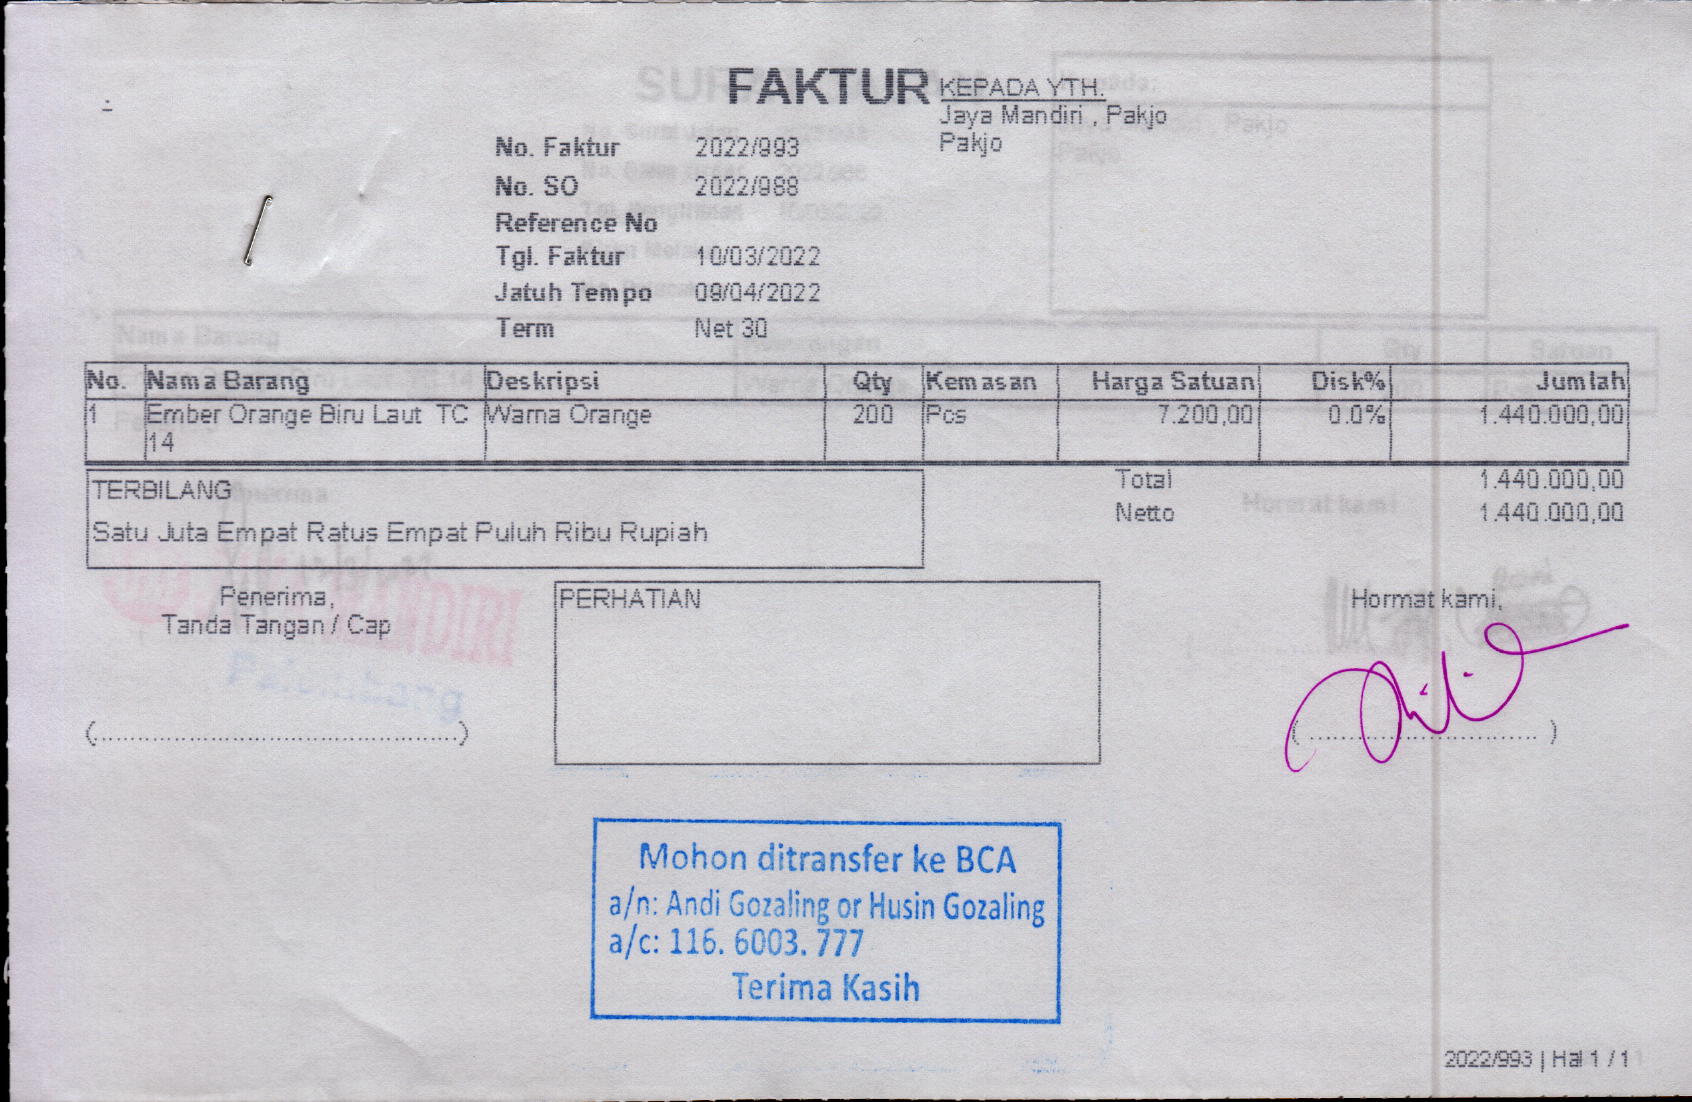 FAKTUR
KEPADA YTH.
Jaya Mandiri , Pakjo
Pakjo
No. Faktur 2022/993
No. SO 2022/988
Reference No
Tgl. Faktur 10/03/2022
Jatuh Tempo 09/04/2022
Term Net 30
No. Nama Barang Deskripsi Qty Kemasan Harga Satuan Disk% Jumlah
1 Ember Orange Biru Laut TC Warna Orange 200 Pcs 7.200,00 0.0% 1.440.000,00
14
Total 1.440.000,00
Netto 1.440.000,00
TERBILANG
Satu Juta Empat Ratus Empat Puluh Ribu Rupiah
Penerima,
Tanda Tangan / Cap
PERHATIAN
Hormat kami,
(..............................................)
( ............................... )
Mohon ditransfer ke BCA
a/n: Andi Gozaling or Husin Gozaling
a/c: 116. 6003. 777
Terima Kasih
2022/993 | Hal 1 / 1